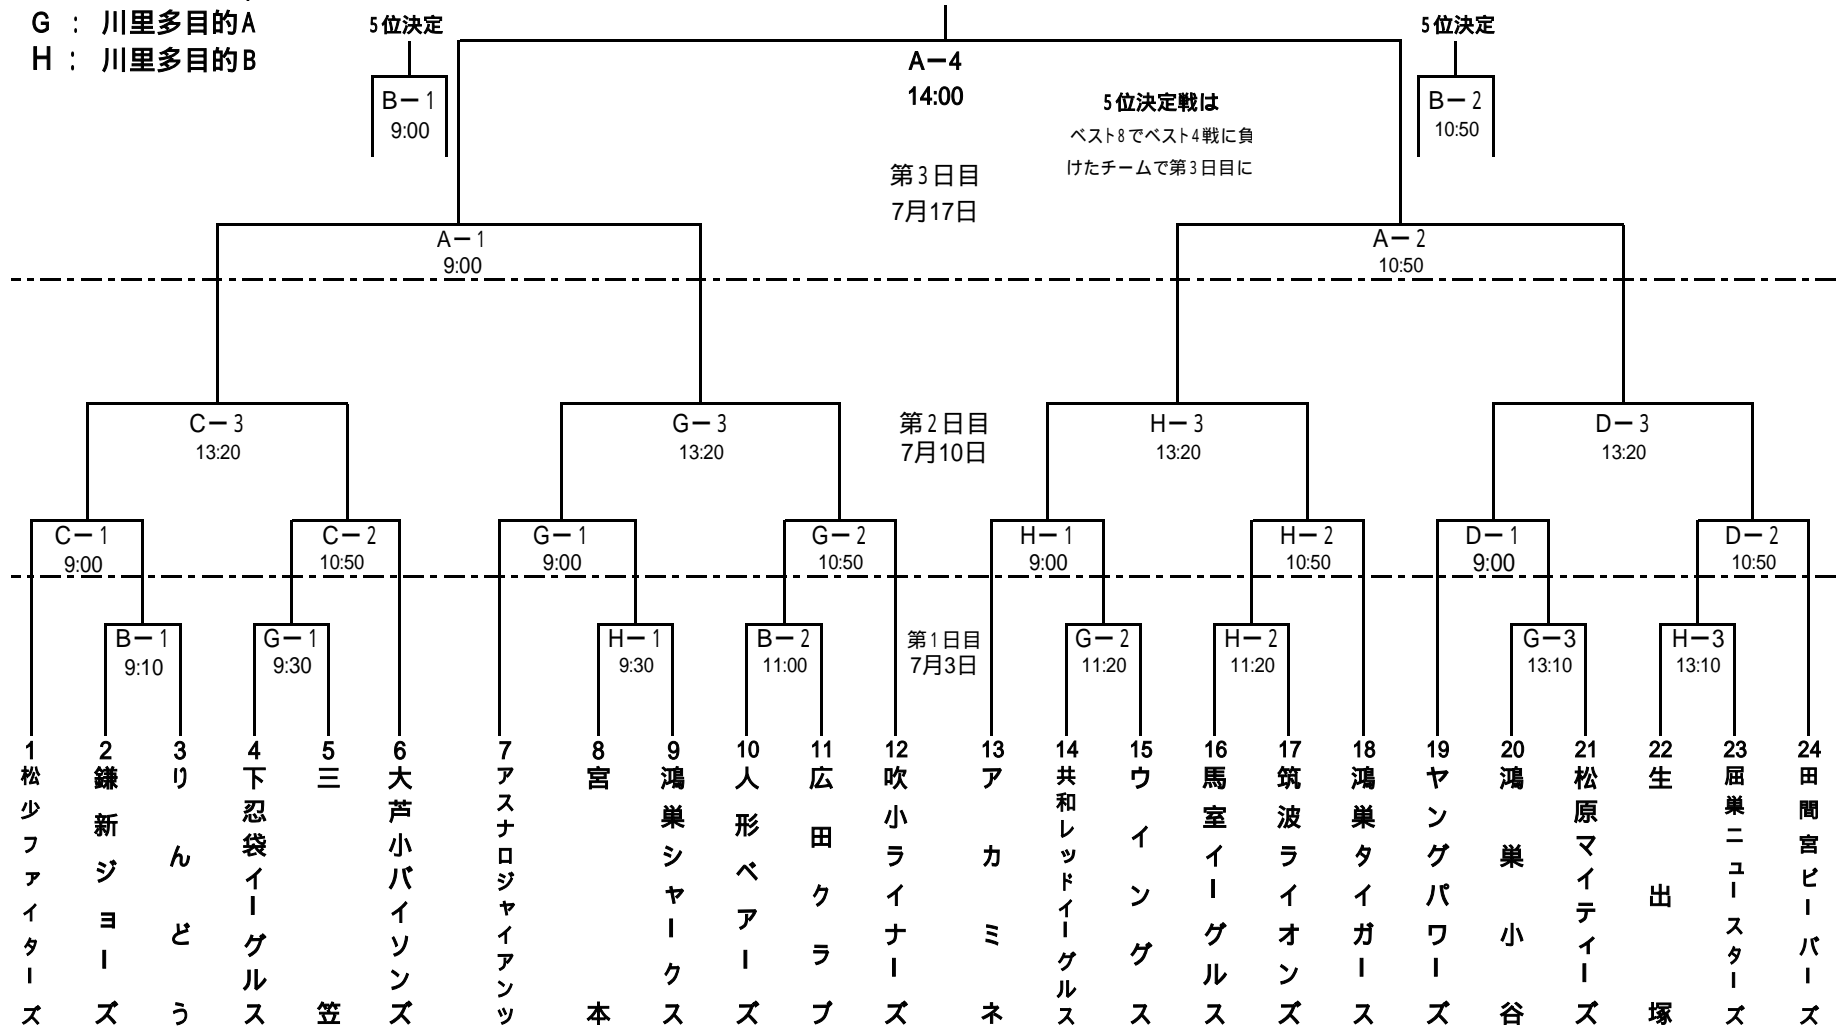 G : 川里多目的A
H : 川里多目的B
5位決定
5位決定
A－4
14:00
B－1
9:00
B－2
10:50
5位決定戦は
ベスト8でベスト4戦に負
けたチームで第3日目に
第3日目
7月17日
A－1
9:00
A－2
10:50
C－3
13:20
G－3
13:20
第2日目
7月10日
H－3
13:20
D－3
13:20
C－1
9:00
C－2
10:50
G－1
9:00
G－2
10:50
H－1
9:00
H－2
10:50
D－1
9:00
D－2
10:50
B－1
9:10
G－1
9:30
H－1
9:30
B－2
11:00
第1日目
7月3日
G－2
11:20
H－2
11:20
G－3
13:10
H－3
13:10
1 松少ファイターズ
2 鎌新ジョーズ
3 りんどう
4 下忍袋イーグルス
5 三笠
6 大芦小バイソンズ
7 アスナロジャイアンツ
8 宮本
9 鴻巣シャークス
10 人形ベアーズ
11 広田クラブ
12 吹小ライナーズ
13 アカミネ
14 共和レッドイーグルス
15 ウイングス
16 馬室イーグルス
17 筑波ライオンズ
18 鴻巣タイガース
19 ヤングパワーズ
20 鴻巣小谷
21 松原マイティーズ
22 生出塚
23 屈巣ニュースターズ
24 田間宮ビーバーズ